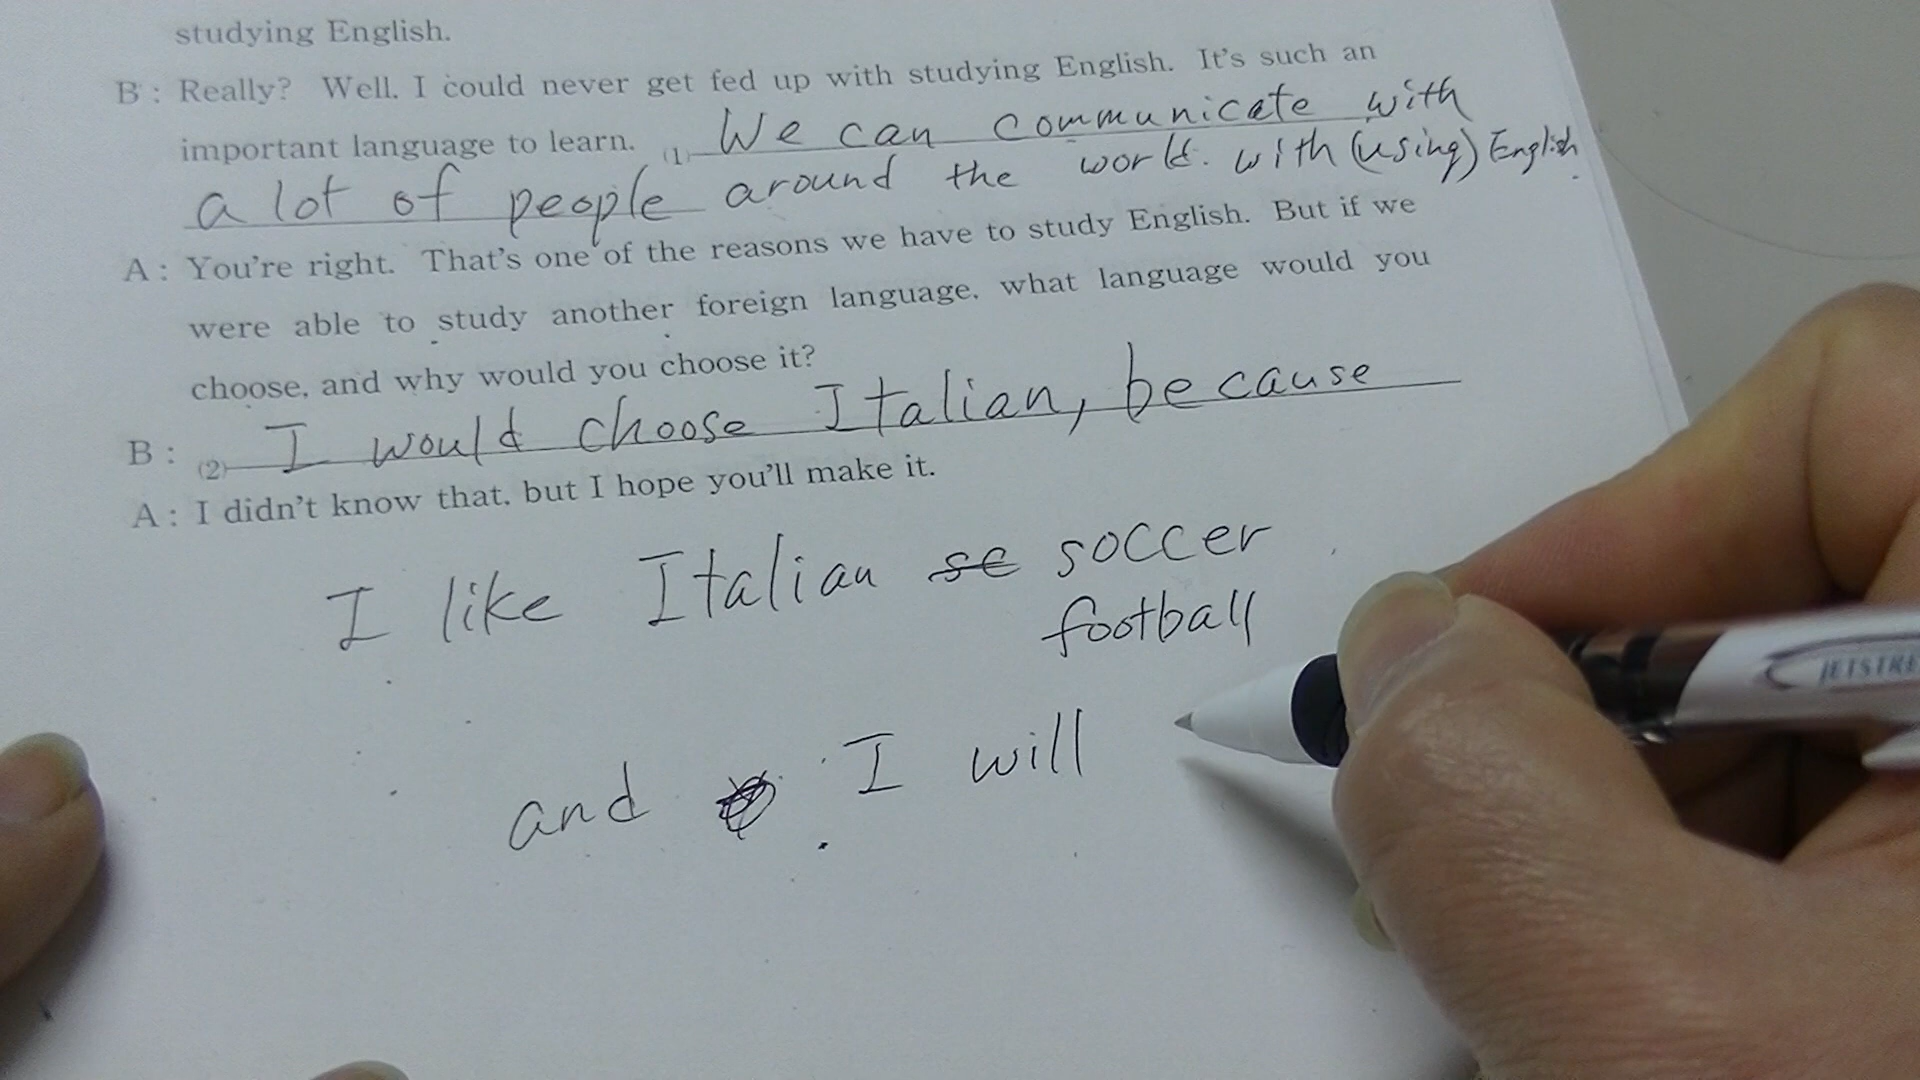 studying English.
B : Really? Well, I could never get fed up with studying English. It's such an
important language to learn. (1) We can communicate with
a lot of people around the world. with (using) English.
A : You're right. That's one of the reasons we have to study English. But if we
were able to study another foreign language, what language would you
choose, and why would you choose it?
B : (2) I would choose Italian, because
A : I didn't know that, but I hope you'll make it.
I like Italian se soccer
football
and I will